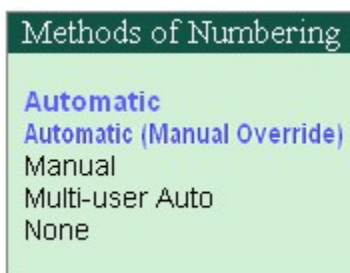 Methods of Numbering
Automatic
Automatic (Manual Override)
Manual
Multi-user Auto
None